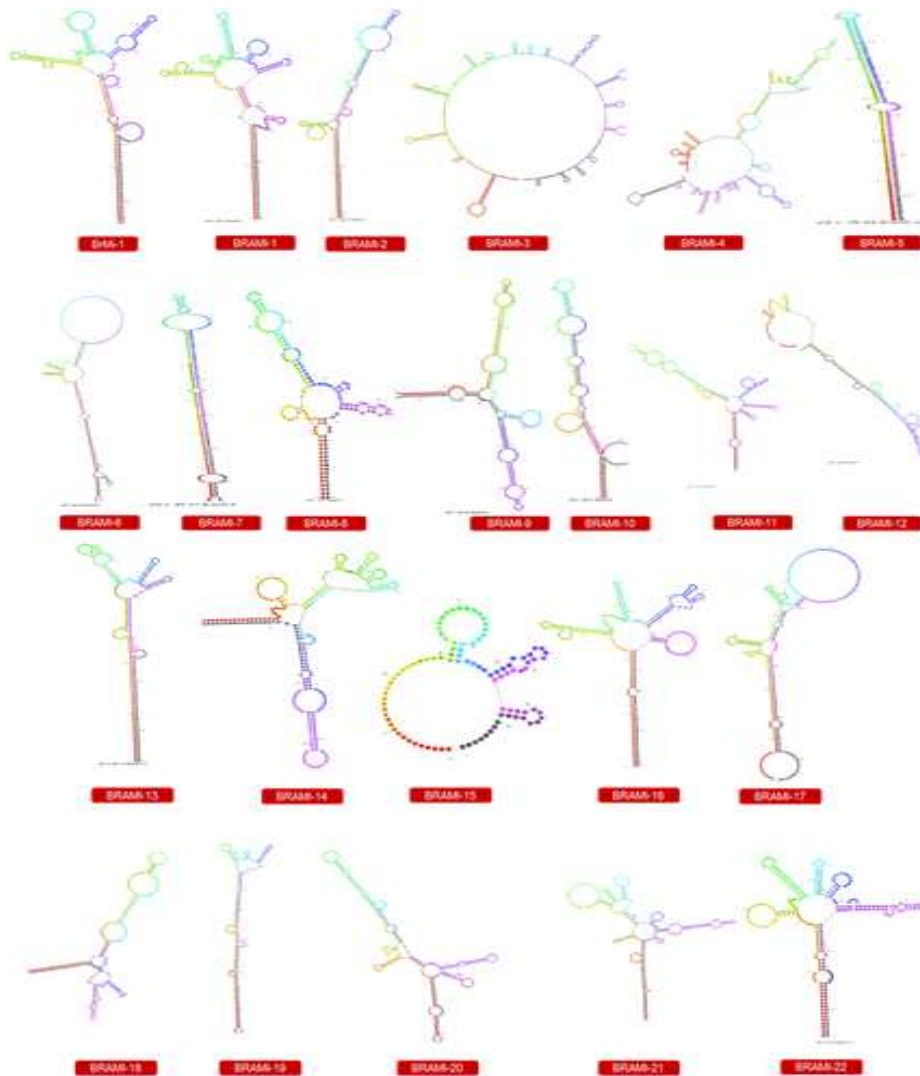 BrMi-1 BRAMI-1 BRAMI-2 BRAMI-3 BRAMI-4 BRAMI-5
BRAMI-6 BRAMI-7 BRAMI-8 BRAMI-9 BRAMI-10 BRAMI-11 BRAMI-12
BRAMI-13 BRAMI-14 BRAMI-15 BRAMI-16 BRAMI-17
BRAMI-18 BRAMI-19 BRAMI-20 BRAMI-21 BRAMI-22